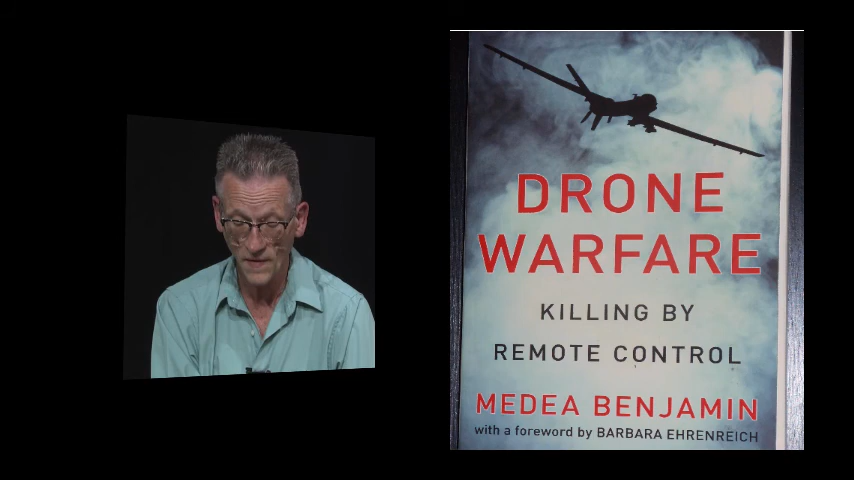 DRONE
WARFARE
KILLING BY
REMOTE CONTROL
MEDEA BENJAMIN
with a foreword by BARBARA EHRENREICH